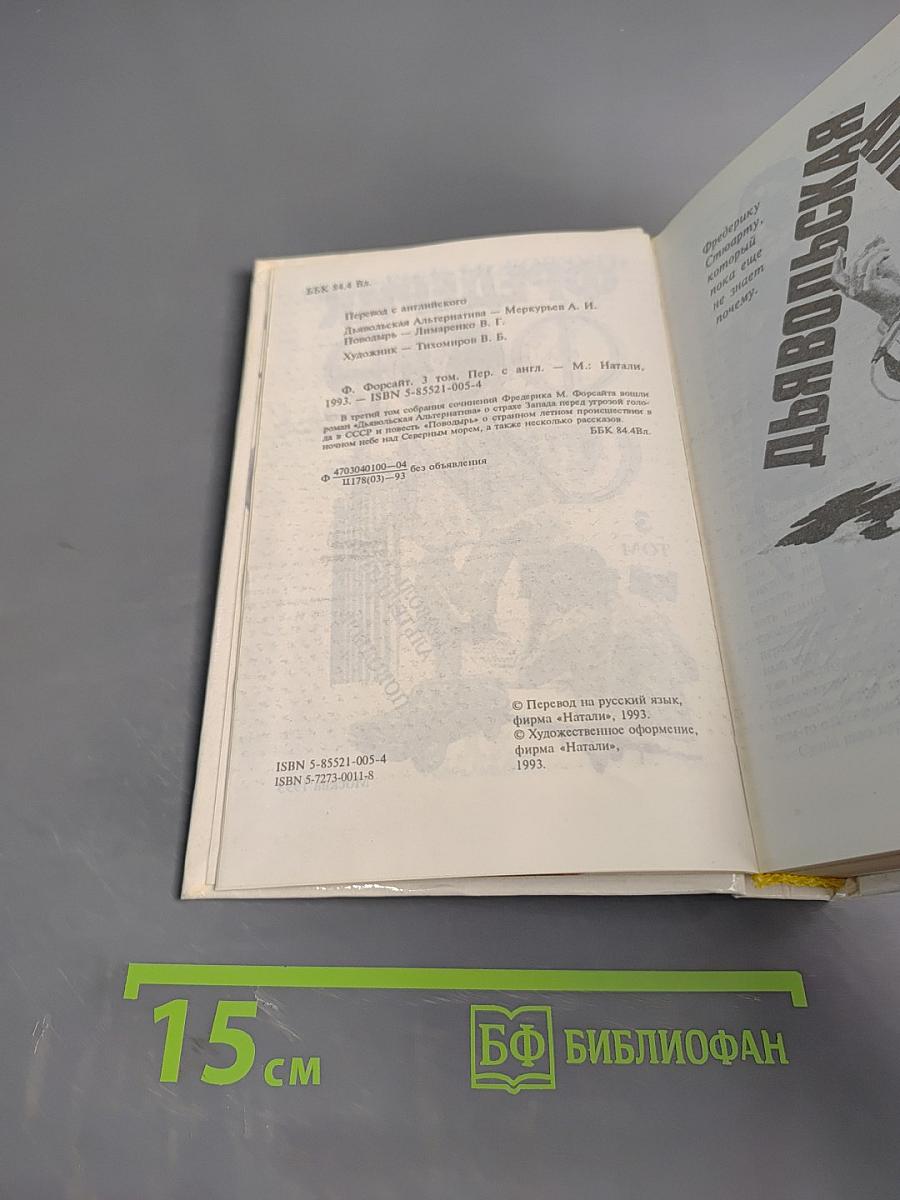 ББК 84.4 Вл.
Перевод с английского
Дьявольская Альтернатива — Меркурьев А. И.
Поводырь — Лимаренко В. Г.
Художник — Тихомиров В. Б.
Ф. Форсайт. 3 том. Пер. с англ. — М.: Натали,
1993. — ISBN 5-85521-005-4
В третий том собрания сочинений Фредерика М. Форсайта вошли
роман «Дьявольская Альтернатива» о страхе Запада перед угрозой голо-
да в СССР и повесть «Поводырь» о странном летном происшествии в
ночном небе над Северным морем, а также несколько рассказов.
ББК 84.4Вл.
Ф 4703040100—04 без объявления
Ц178(03)—93
© Перевод на русский язык,
фирма «Натали», 1993.
© Художественное оформение,
фирма «Натали»,
1993.
ISBN 5-85521-005-4
ISBN 5-7273-0011-8
Фредерику
Стюарту,
который
пока еще
не знает
почему.
ДЬЯВОЛЬСКАЯ
15 см
БФ БИБЛИОФАН